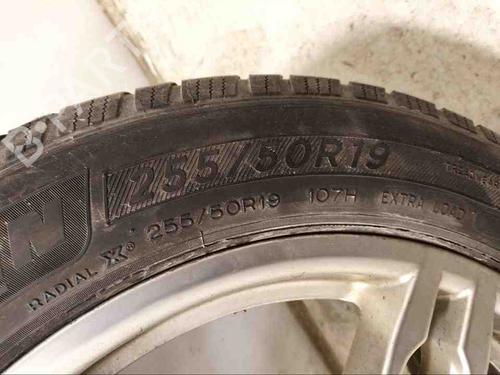 255/50R19
RADIAL X® 255/50R19 107H EXTRA LOAD